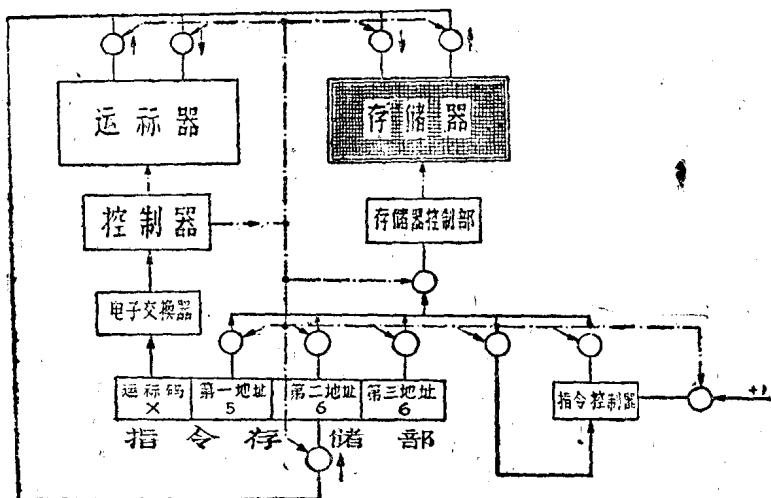 运祘器
存储器
控制器
存储器控制部
电子交换器
运祘码 第一地址 第二地址 第三地址
× 5 6 6
指令控制器
+1
指令存储部